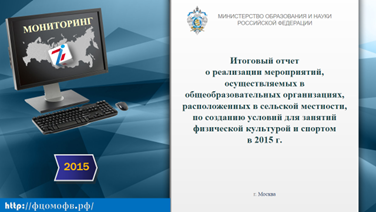 МОНИТОРИНГ
2015
http://фцомофв.рф/
МИНИСТЕРСТВО ОБРАЗОВАНИЯ И НАУКИ
РОССИЙСКОЙ ФЕДЕРАЦИИ
Итоговый отчет
о реализации мероприятий,
осуществляемых в
общеобразовательных организациях,
расположенных в сельской местности,
по созданию условий для занятий
физической культурой и спортом
в 2015 г.
г. Москва